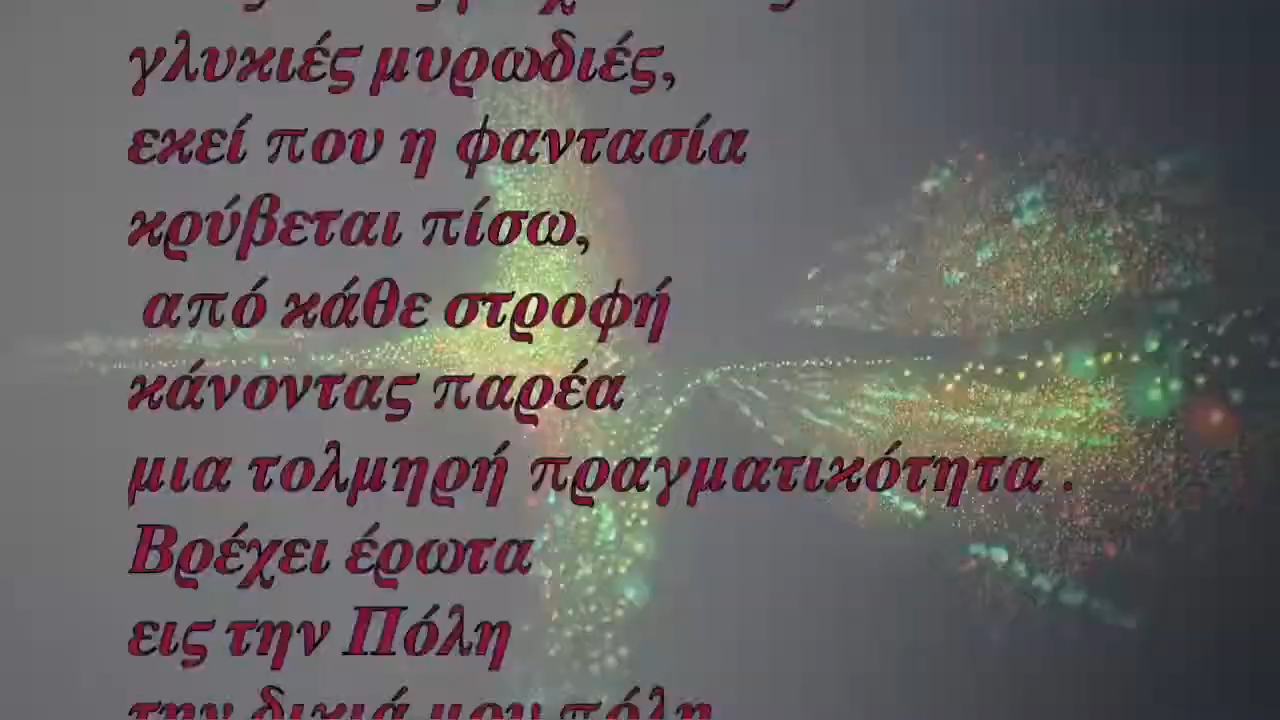 γλυκιές μυρωδιές,
εκεί που η φαντασία
κρύβεται πίσω,
από κάθε στροφή
κάνοντας παρέα
μια τολμηρή πραγματικότητα .
Βρέχει έρωτα
εις την Πόλη
την δικιά μου πόλη